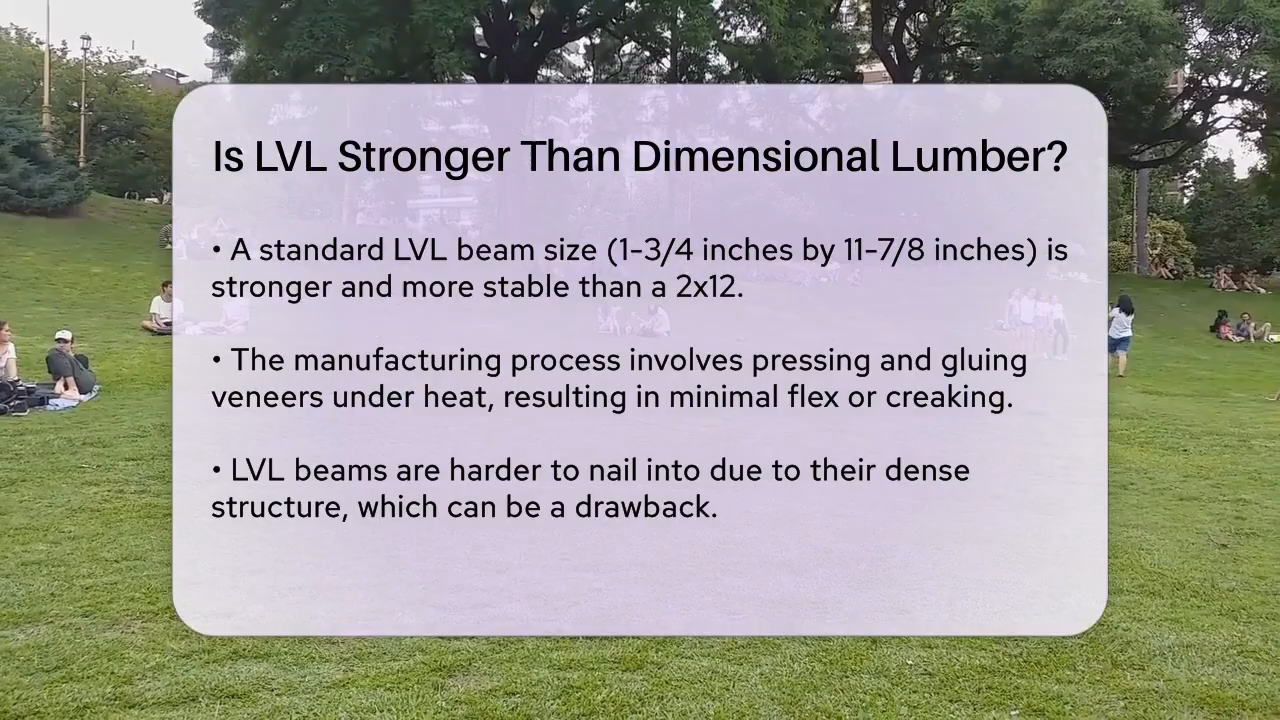 Is LVL Stronger Than Dimensional Lumber?
• A standard LVL beam size (1-3/4 inches by 11-7/8 inches) is
stronger and more stable than a 2x12.
• The manufacturing process involves pressing and gluing
veneers under heat, resulting in minimal flex or creaking.
• LVL beams are harder to nail into due to their dense
structure, which can be a drawback.